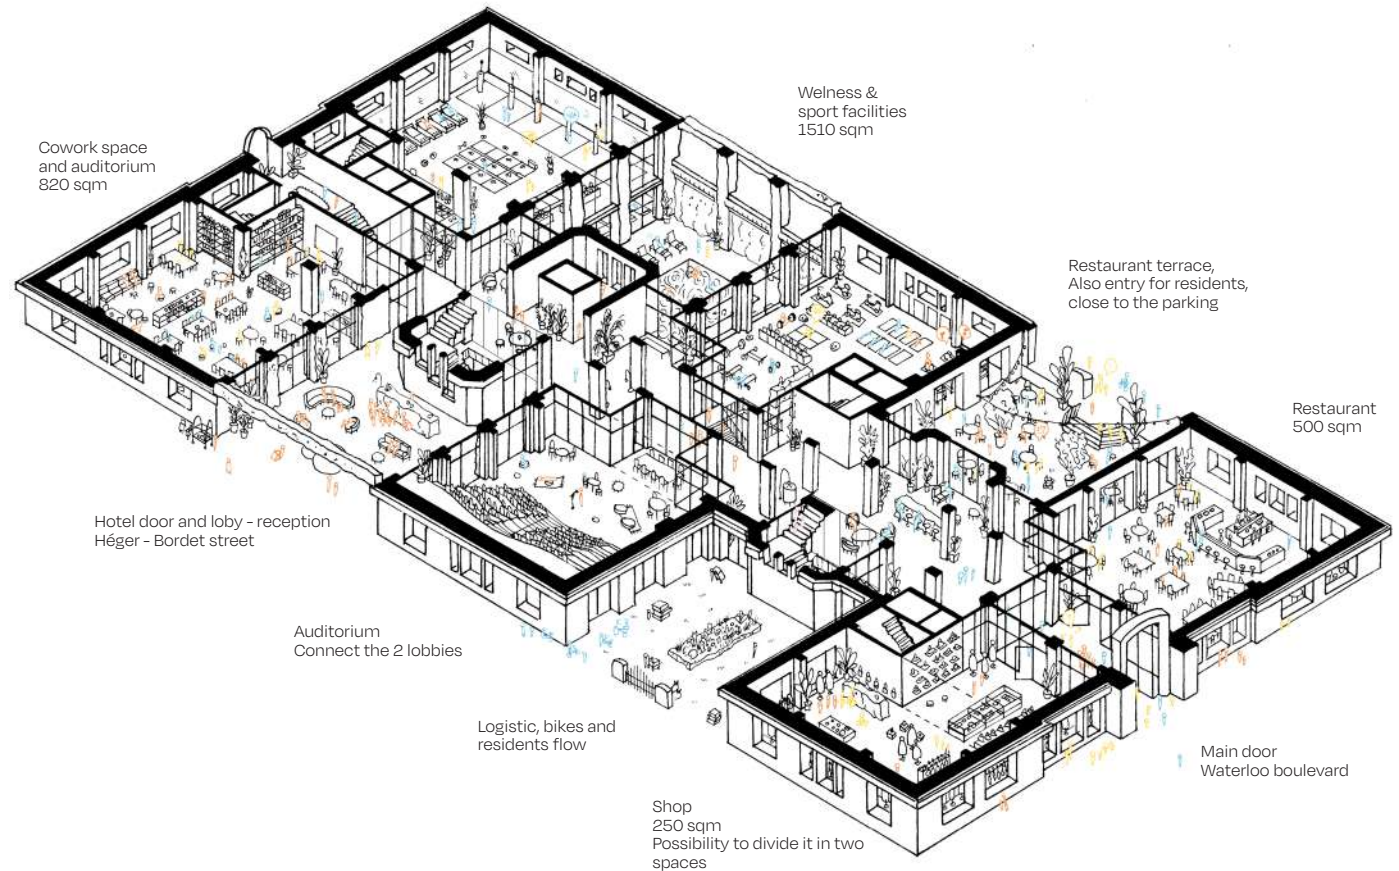 Welness &
sport facilities
1510 sqm
Cowork space
and auditorium
820 sqm
Restaurant terrace,
Also entry for residents,
close to the parking
Restaurant
500 sqm
Hotel door and loby - reception
Héger - Bordet street
Auditorium
Connect the 2 lobbies
Logistic, bikes and
residents flow
Main door
Waterloo boulevard
Shop
250 sqm
Possibility to divide it in two
spaces